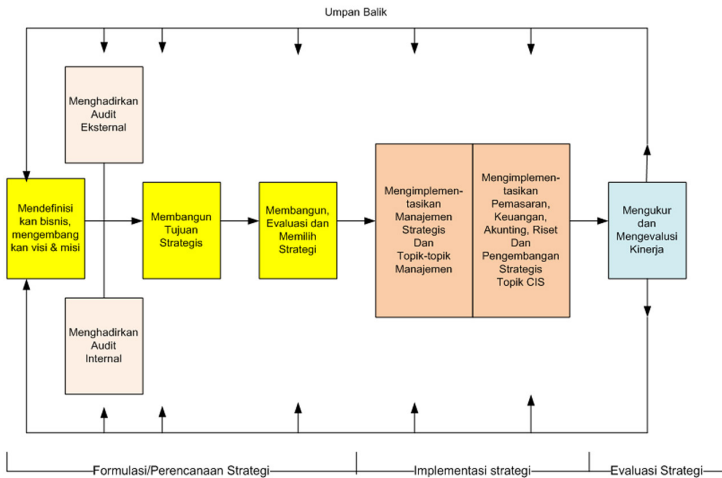 Umpan Balik
Menghadirkan
Audit
Eksternal
Mendefinisi
kan bisnis,
mengembang
kan visi & misi
Membangun
Tujuan
Strategis
Membangun,
Evaluasi dan
Memilih
Strategi
Mengimplemen-
tasikan
Manajemen
Strategis
Dan
Topik-topik
Manajemen
Mengimplemen-
tasikan
Pemasaran,
Keuangan,
Akunting, Riset
Dan
Pengembangan
Strategis
Topik CIS
Mengukur
dan
Mengevalusi
Kinerja
Menghadirkan
Audit
Internal
Formulasi/Perencanaan Strategi
Implementasi strategi
Evaluasi Strategi